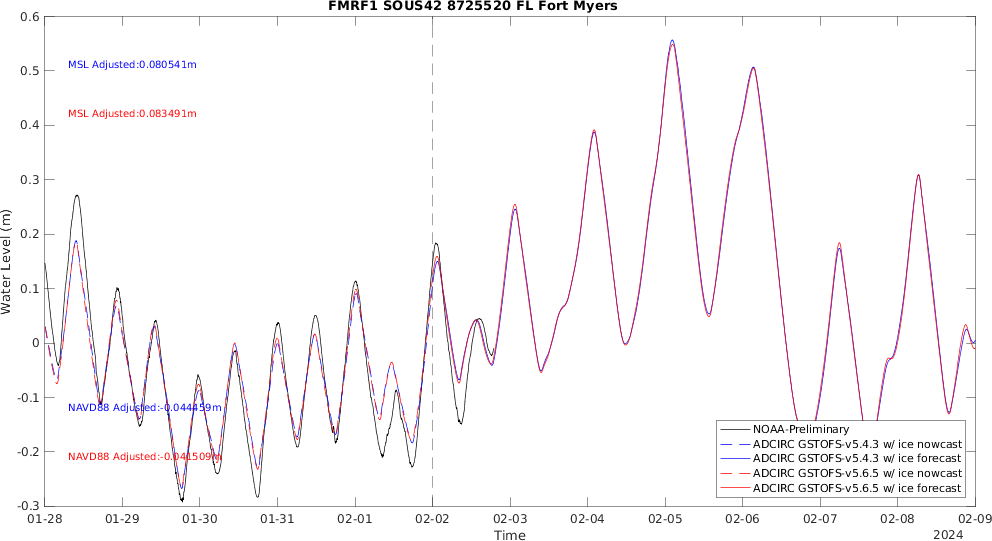 FMRF1 SOUS42 8725520 FL Fort Myers
0.6
0.5
0.4
0.3
0.2
0.1
0
-0.1
-0.2
-0.3
Water Level (m)
MSL Adjusted:0.080541m
MSL Adjusted:0.083491m
NAVD88 Adjusted:-0.044459m
NAVD88 Adjusted:-0.041509m
NOAA-Preliminary
ADCIRC GSTOFS-v5.4.3 w/ ice nowcast
ADCIRC GSTOFS-v5.4.3 w/ ice forecast
ADCIRC GSTOFS-v5.6.5 w/ ice nowcast
ADCIRC GSTOFS-v5.6.5 w/ ice forecast
01-28 01-29 01-30 01-31 02-01 02-02 02-03 02-04 02-05 02-06 02-07 02-08 02-09
Time
2024